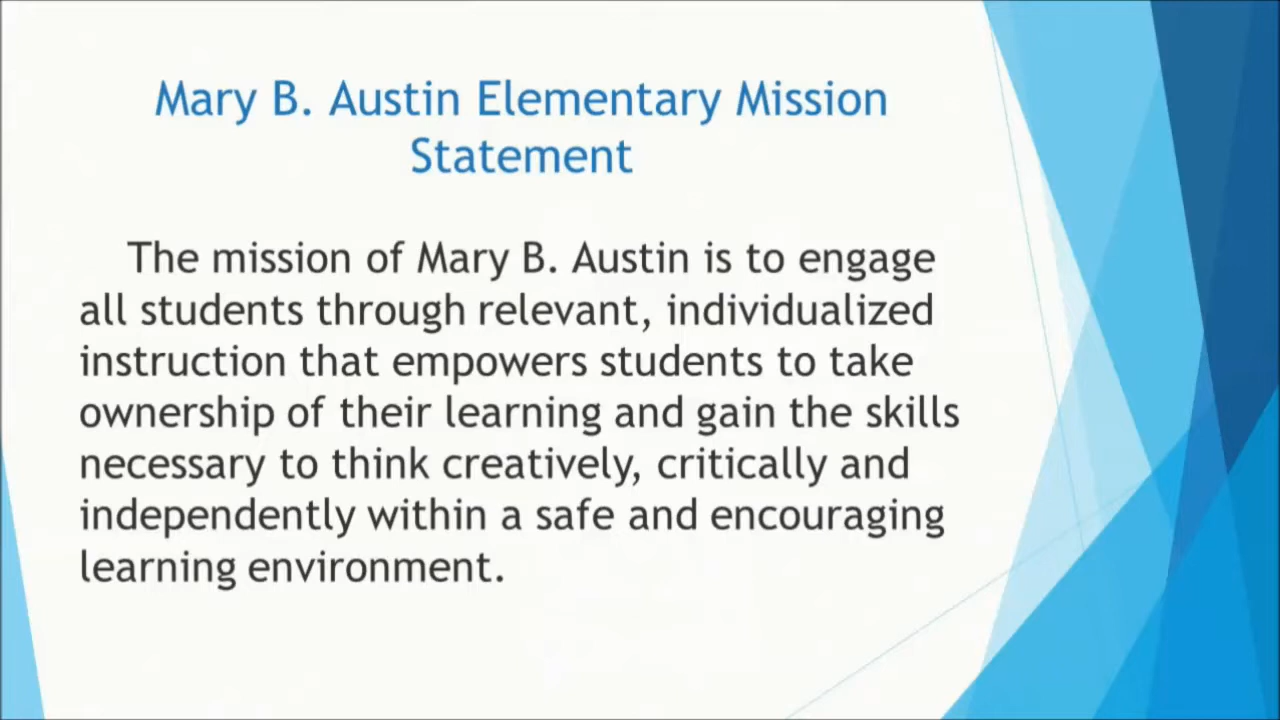 Mary B. Austin Elementary Mission
Statement
The mission of Mary B. Austin is to engage
all students through relevant, individualized
instruction that empowers students to take
ownership of their learning and gain the skills
necessary to think creatively, critically and
independently within a safe and encouraging
learning environment.